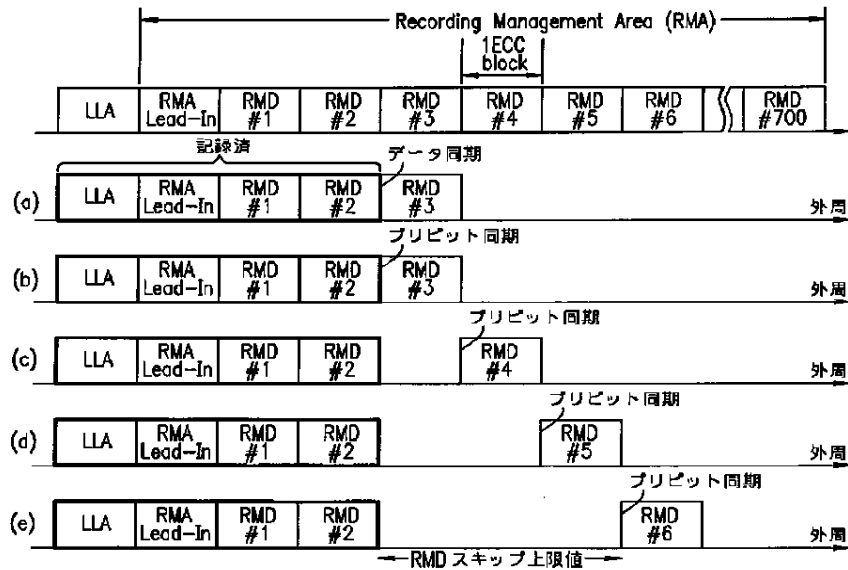 Recording Management Area (RMA)
1ECC
block
LLA
RMA
Lead-In
RMD
#1
RMD
#2
RMD
#3
RMD
#4
RMD
#5
RMD
#6
RMD
#700
記録済
データ同期
(a)
LLA
RMA
Lead-In
RMD
#1
RMD
#2
RMD
#3
外周
プリピット同期
(b)
LLA
RMA
Lead-In
RMD
#1
RMD
#2
RMD
#3
外周
プリピット同期
(c)
LLA
RMA
Lead-In
RMD
#1
RMD
#2
RMD
#4
外周
プリピット同期
(d)
LLA
RMA
Lead-In
RMD
#1
RMD
#2
RMD
#5
外周
プリピット同期
(e)
LLA
RMA
Lead-In
RMD
#1
RMD
#2
RMD
#6
外周
RMDスキップ上限値